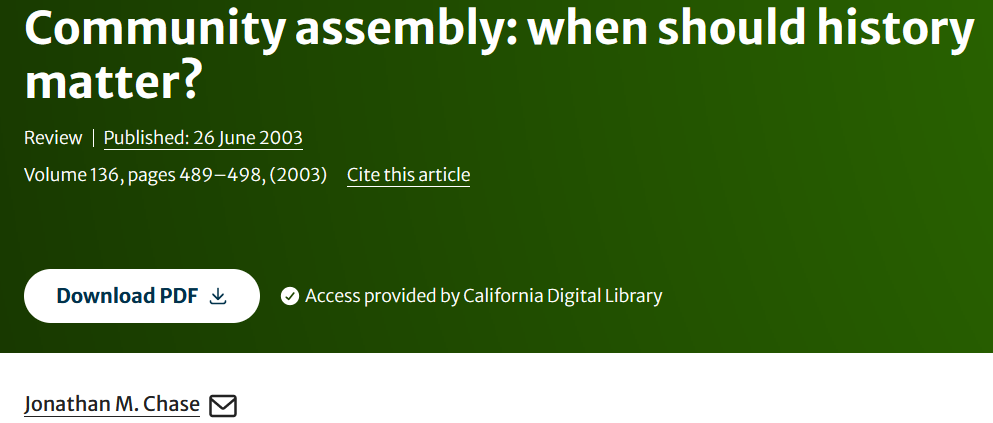 Community assembly: when should history
matter?
Review | Published: 26 June 2003
Volume 136, pages 489–498, (2003) Cite this article
Download PDF
Access provided by California Digital Library
Jonathan M. Chase